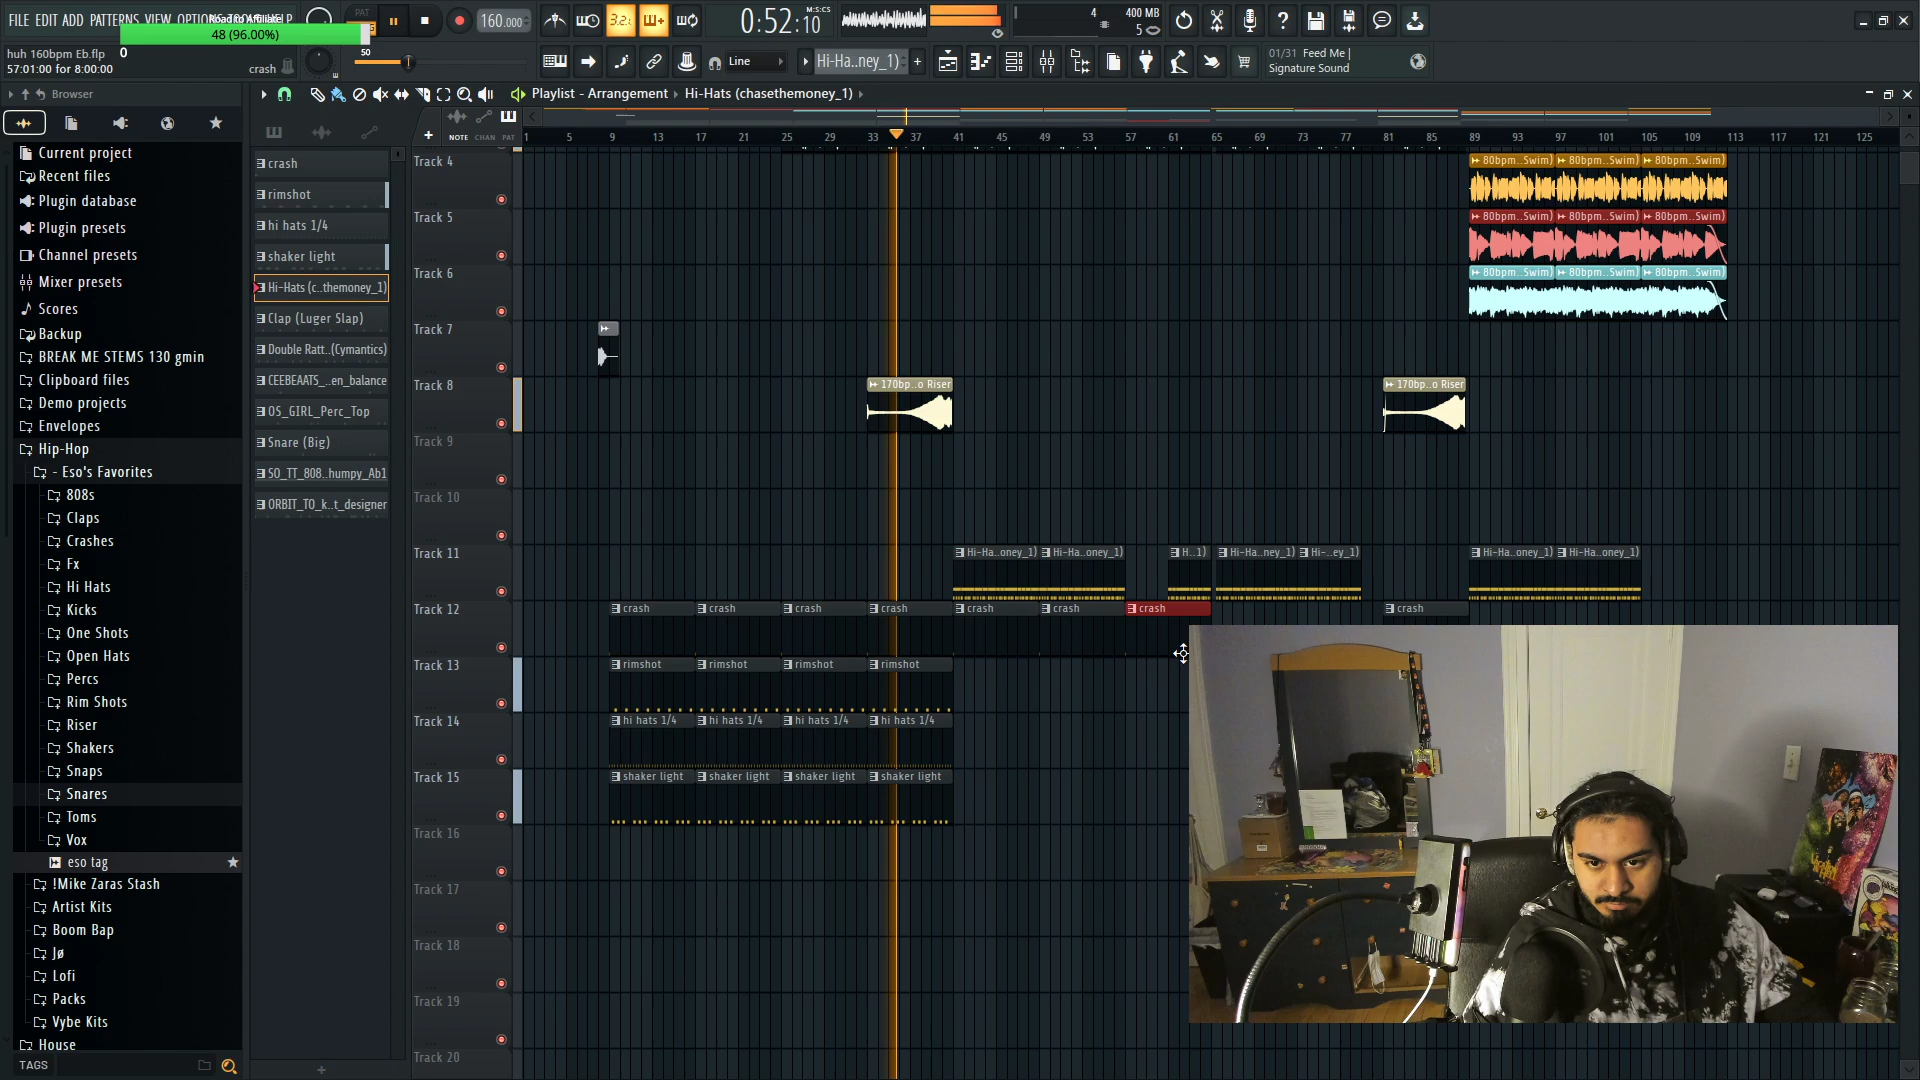 FILE EDIT ADD PATTERNS VIEW
Road to Affiliate!
48 (96.00%)
0
50
huh 160bpm Eb.flp
57:01:00 for 8:00:00
crash
PAT
160.000
3.2.
0:52:10
M:S:CS
4
400 MB
5
Line
Hi-Ha..ney_1)
01/31 Feed Me |
Signature Sound
Browser
Playlist - Arrangement › Hi-Hats (chasethemoney_1) ›
NOTE CHAN PAT
1 5 9 13 17 21 25 29 33 37 41 45 49 53 57 61 65 69 73 77 81 85 89 93 97 101 105 109 113 117 121 125
Current project
Recent files
Plugin database
Plugin presets
Channel presets
Mixer presets
Scores
Backup
BREAK ME STEMS 130 gmin
Clipboard files
Demo projects
Envelopes
Hip-Hop
- Eso's Favorites
808s
Claps
Crashes
Fx
Hi Hats
Kicks
One Shots
Open Hats
Percs
Rim Shots
Riser
Shakers
Snaps
Snares
Toms
Vox
eso tag
!Mike Zaras Stash
Artist Kits
Boom Bap
Jø
Lofi
Packs
Vybe Kits
House
TAGS
crash
rimshot
hi hats 1/4
shaker light
Hi-Hats (c..themoney_1)
Clap (Luger Slap)
Double Ratt..(Cymantics)
CEEBEAATS_..en_balance
OS_GIRL_Perc_Top
Snare (Big)
SO_TT_808..humpy_Ab1
ORBIT_TO_k..t_designer
Track 4
80bpm..Swim) 80bpm..Swim) 80bpm..Swim)
Track 5
80bpm..Swim) 80bpm..Swim) 80bpm..Swim)
Track 6
80bpm..Swim) 80bpm..Swim) 80bpm..Swim)
Track 7
Track 8
170bp..o Riser 170bp..o Riser
Track 9
Track 10
Track 11
Hi-Ha..oney_1) Hi-Ha..oney_1) H..1) Hi-Ha..ney_1) Hi-..ey_1) Hi-Ha..oney_1) Hi-Ha..oney_1)
Track 12
crash crash crash crash crash crash crash crash
Track 13
rimshot rimshot rimshot rimshot
Track 14
hi hats 1/4 hi hats 1/4 hi hats 1/4 hi hats 1/4
Track 15
shaker light shaker light shaker light shaker light
Track 16
Track 17
Track 18
Track 19
Track 20